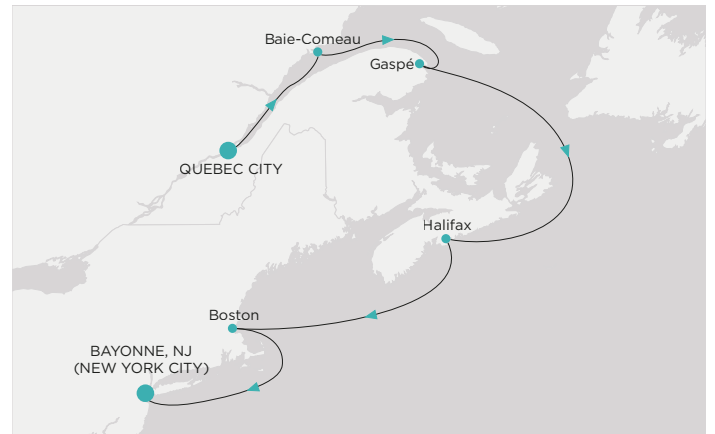 Baie-Comeau
Gaspé
QUEBEC CITY
Halifax
Boston
BAYONNE, NJ
(NEW YORK CITY)